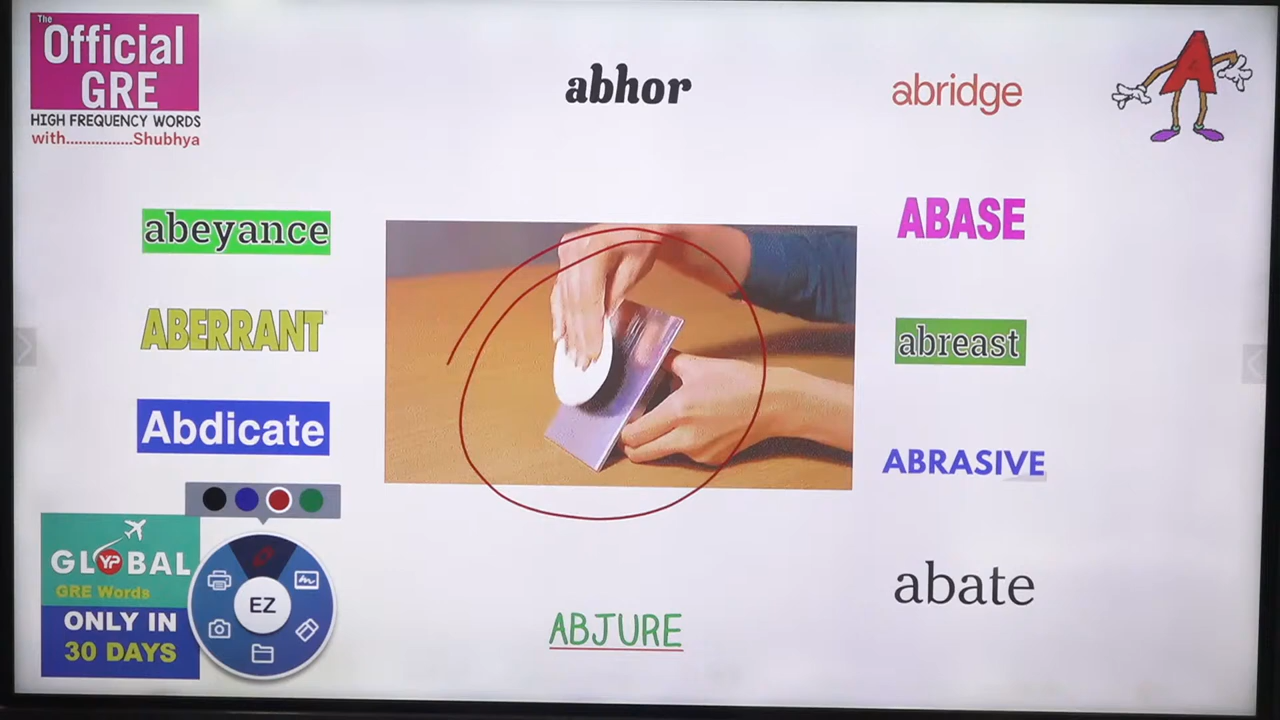 The
Official
GRE
HIGH FREQUENCY WORDS
with................Shubhya
abhor
abridge
A
abeyance
ABASE
ABERRANT
abreast
Abdicate
ABRASIVE
GLOBAL
YP
GRE Words
ONLY IN
30 DAYS
EZ
abate
ABJURE